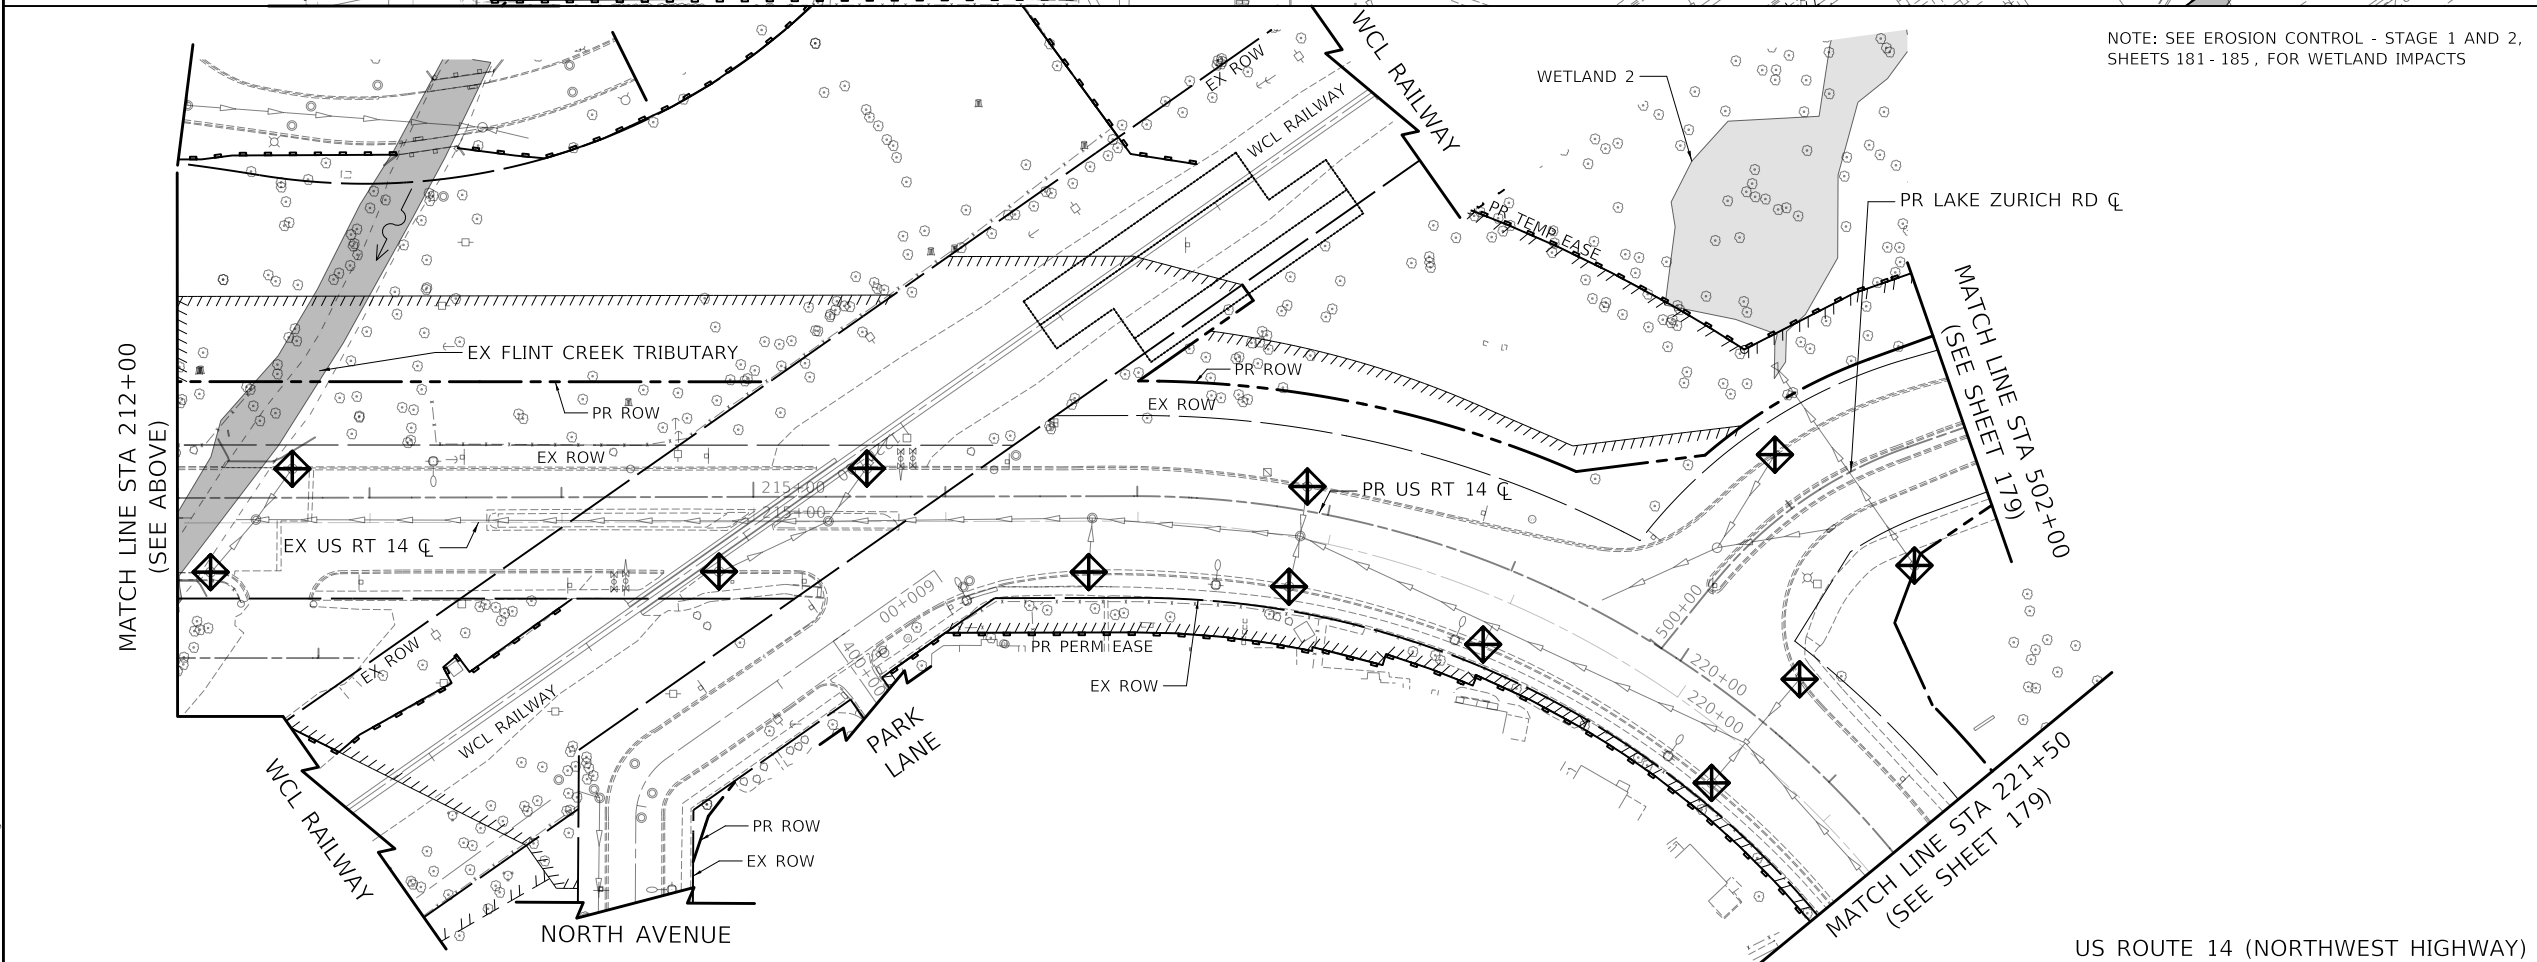 NOTE: SEE EROSION CONTROL - STAGE 1 AND 2,
SHEETS 181 - 185, FOR WETLAND IMPACTS
WCL RAILWAY
EX ROW
WCL RAILWAY
WETLAND 2
PR LAKE ZURICH RD ℄
PR TEMP EASE
MATCH LINE STA 502+00
(SEE SHEET 179)
MATCH LINE STA 212+00
(SEE ABOVE)
EX FLINT CREEK TRIBUTARY
PR ROW
PR ROW
EX ROW
EX ROW
215+00
215+00
PR US RT 14 ℄
EX US RT 14 ℄
600+00
400+00
500+00
EX ROW
PR PERM EASE
EX ROW
220+00
220+00
WCL RAILWAY
PARK
LANE
WCL RAILWAY
PR ROW
EX ROW
NORTH AVENUE
MATCH LINE STA 221+50
(SEE SHEET 179)
US ROUTE 14 (NORTHWEST HIGHWAY)